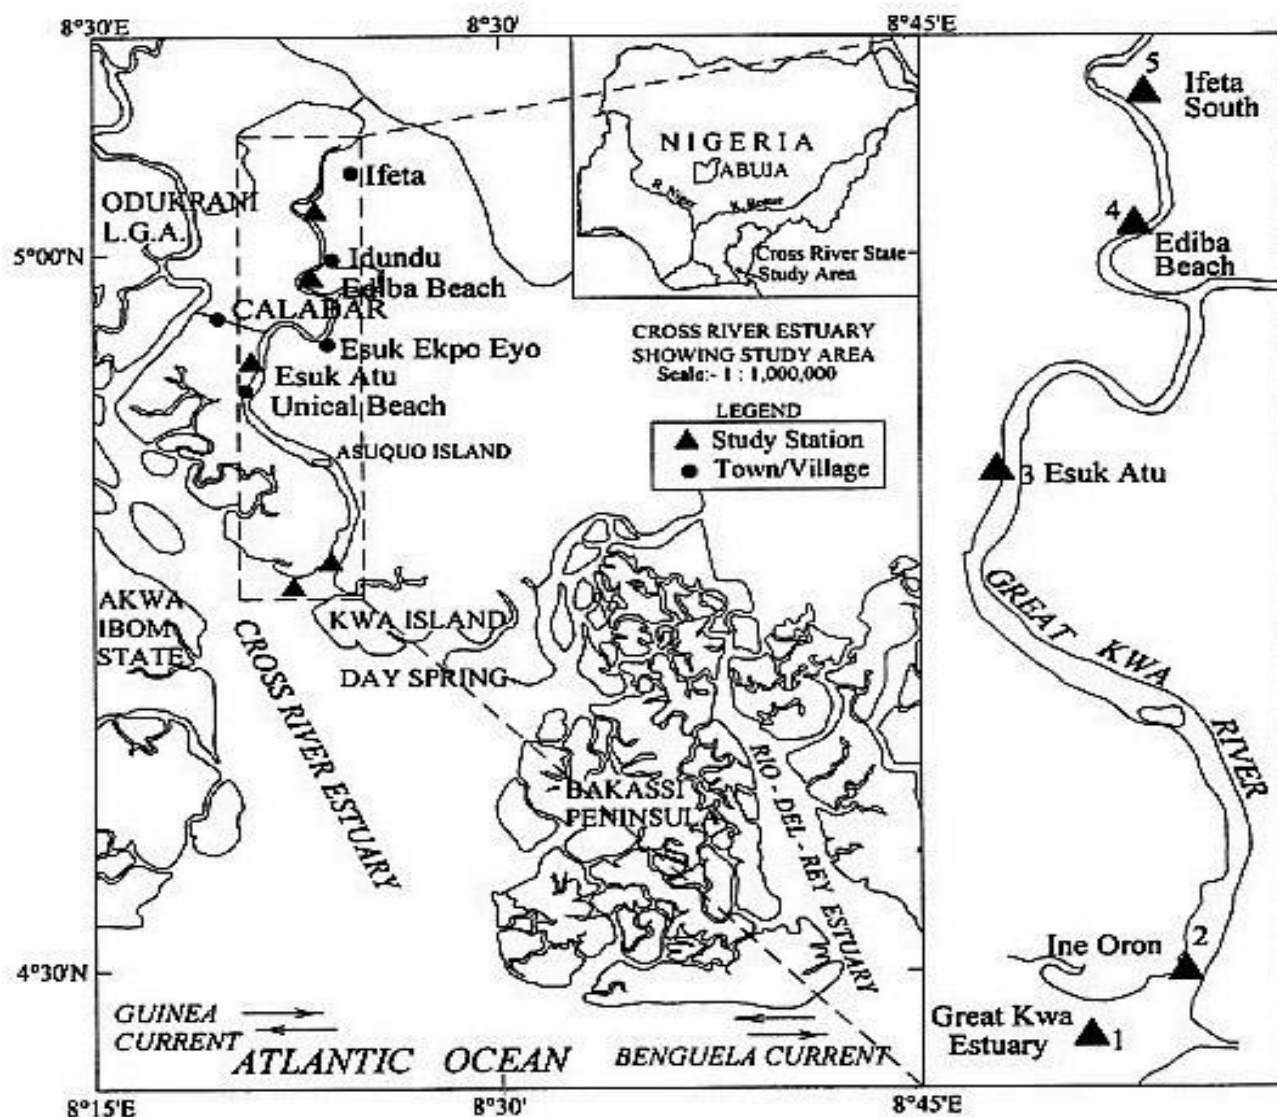 8°30'E
8°30'
8°45'E
5°00'N
4°30'N
8°15'E
8°30'
8°45'E
ODUKRANI
L.G.A.
Ifeta
Idundu
Ediba Beach
CALABAR
Esuk Ekpo Eyo
Esuk Atu
Unical Beach
ASUQUO ISLAND
AKWA
IBOM
STATE
KWA ISLAND
DAY SPRING
CROSS RIVER ESTUARY
BAKASSI
PENINSULA
RIO-DEL-REY ESTUARY
GUINEA
CURRENT
ATLANTIC OCEAN
BENGUELA CURRENT
NIGERIA
ABUJA
R. Niger
R. Benue
Cross River State
Study Area
CROSS RIVER ESTUARY
SHOWING STUDY AREA
Scale:- 1 : 1,000,000
LEGEND
Study Station
Town/Village
5
Ifeta
South
4
Ediba
Beach
3 Esuk Atu
GREAT KWA RIVER
Ine Oron
2
Great Kwa
Estuary
1